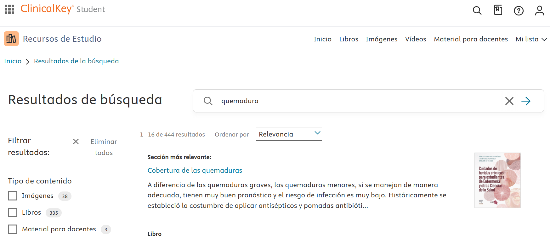 ClinicalKey® Student
Recursos de Estudio
Inicio Libros Imágenes Vídeos Material para docentes Mi lista
Inicio > Resultados de la búsqueda
Resultados de búsqueda
quemadura
Filtrar resultados:
Eliminar todos
1 - 16 de 444 resultados Ordenar por Relevancia
Sección más relevante:
Cobertura de las quemaduras
A diferencia de las quemaduras graves, las quemaduras menores, si se manejan de manera
adecuada, tienen muy buen pronóstico y el riesgo de infección es muy bajo. Históricamente se
estableció la costumbre de aplicar antisépticos y pomadas antibióti...
Tipo de contenido
Imágenes
Libros 335
Material para docentes
Libro